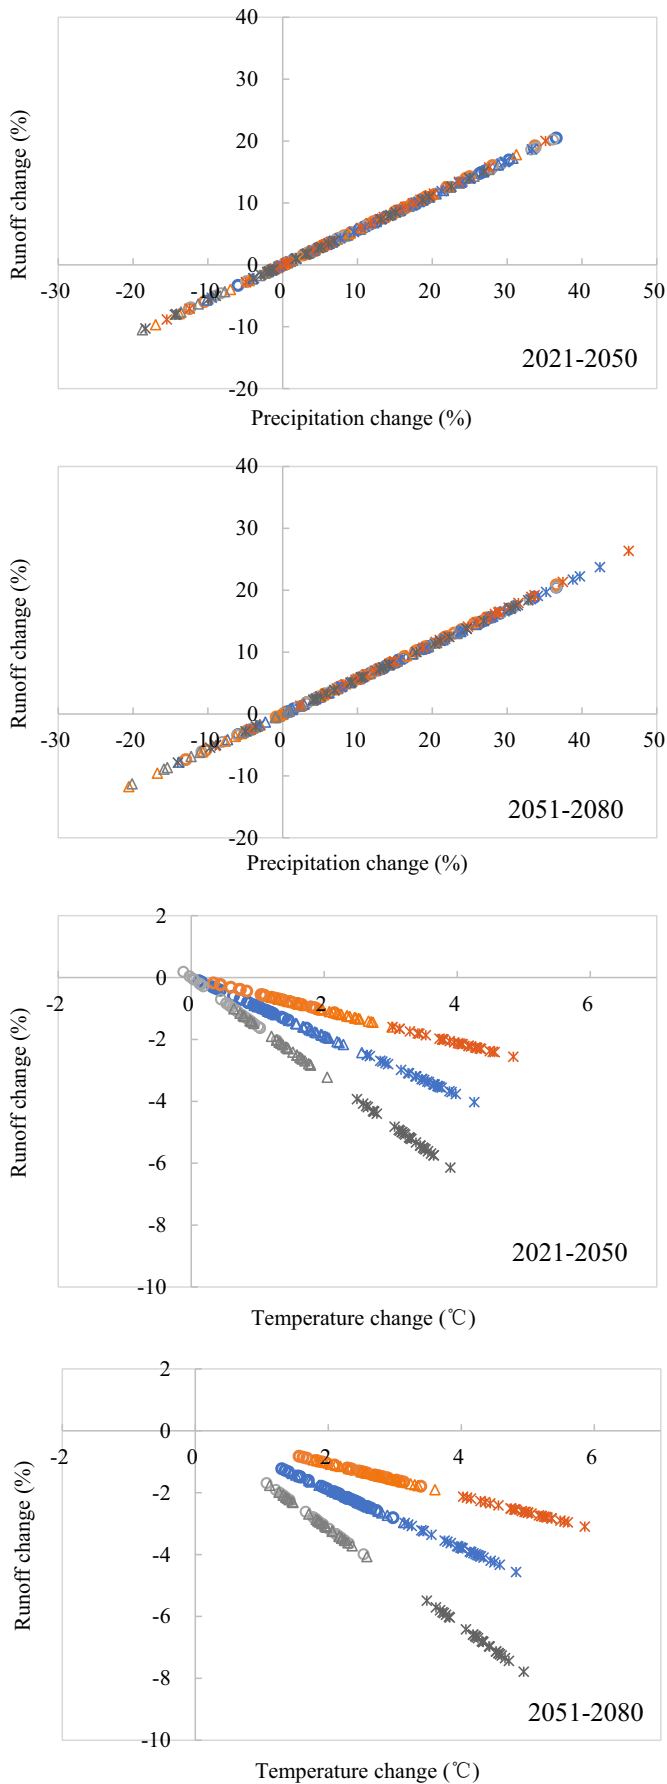 40
30
20
10
0
-10
-20
-30 -20 -10 0 10 20 30 40 50
Runoff change (%)
2021-2050
Precipitation change (%)
40
30
20
10
0
-10
-20
-30 -20 -10 0 10 20 30 40 50
Runoff change (%)
2051-2080
Precipitation change (%)
2
0
-2
-4
-6
-8
-10
-2 0 2 4 6
Runoff change (%)
2021-2050
Temperature change (℃)
2
0
-2
-4
-6
-8
-10
-2 0 2 4 6
Runoff change (%)
2051-2080
Temperature change (℃)